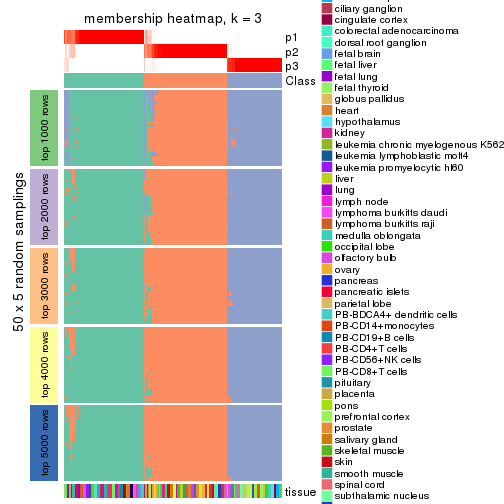 membership heatmap, k = 3
p1
p2
p3
Class
50 x 5 random samplings
top 1000 rows
top 2000 rows
top 3000 rows
top 4000 rows
top 5000 rows
tissue
ciliary ganglion
cingulate cortex
colorectal adenocarcinoma
dorsal root ganglion
fetal brain
fetal liver
fetal lung
fetal thyroid
globus pallidus
heart
hypothalamus
kidney
leukemia chronic myelogenous K562
leukemia lymphoblastic molt4
leukemia promyelocytic hl60
liver
lung
lymph node
lymphoma burkitts daudi
lymphoma burkitts raji
medulla oblongata
occipital lobe
olfactory bulb
ovary
pancreas
pancreatic islets
parietal lobe
PB-BDCA4+ dendritic cells
PB-CD14+monocytes
PB-CD19+B cells
PB-CD4+T cells
PB-CD56+NK cells
PB-CD8+T cells
pituitary
placenta
pons
prefrontal cortex
prostate
salivary gland
skeletal muscle
skin
smooth muscle
spinal cord
subthalamic nucleus